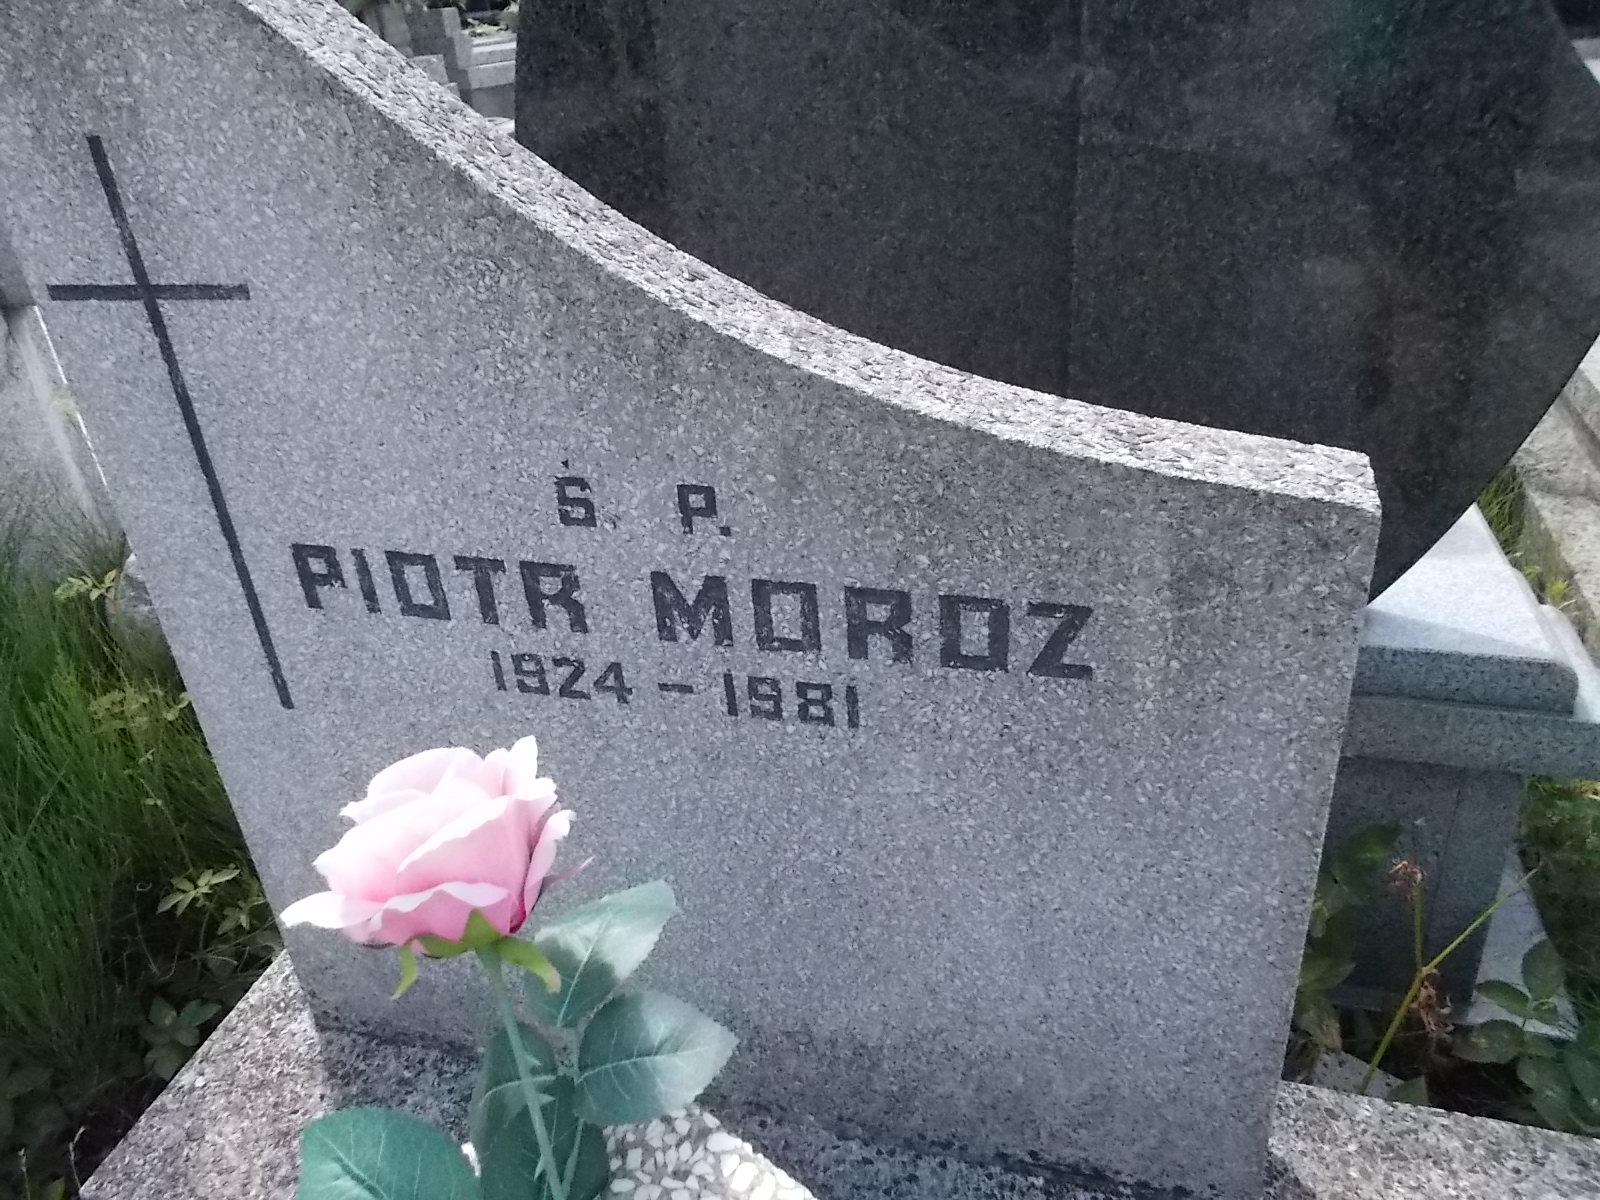 Ś. P.
PIOTR MOROZ
1924 - 1981